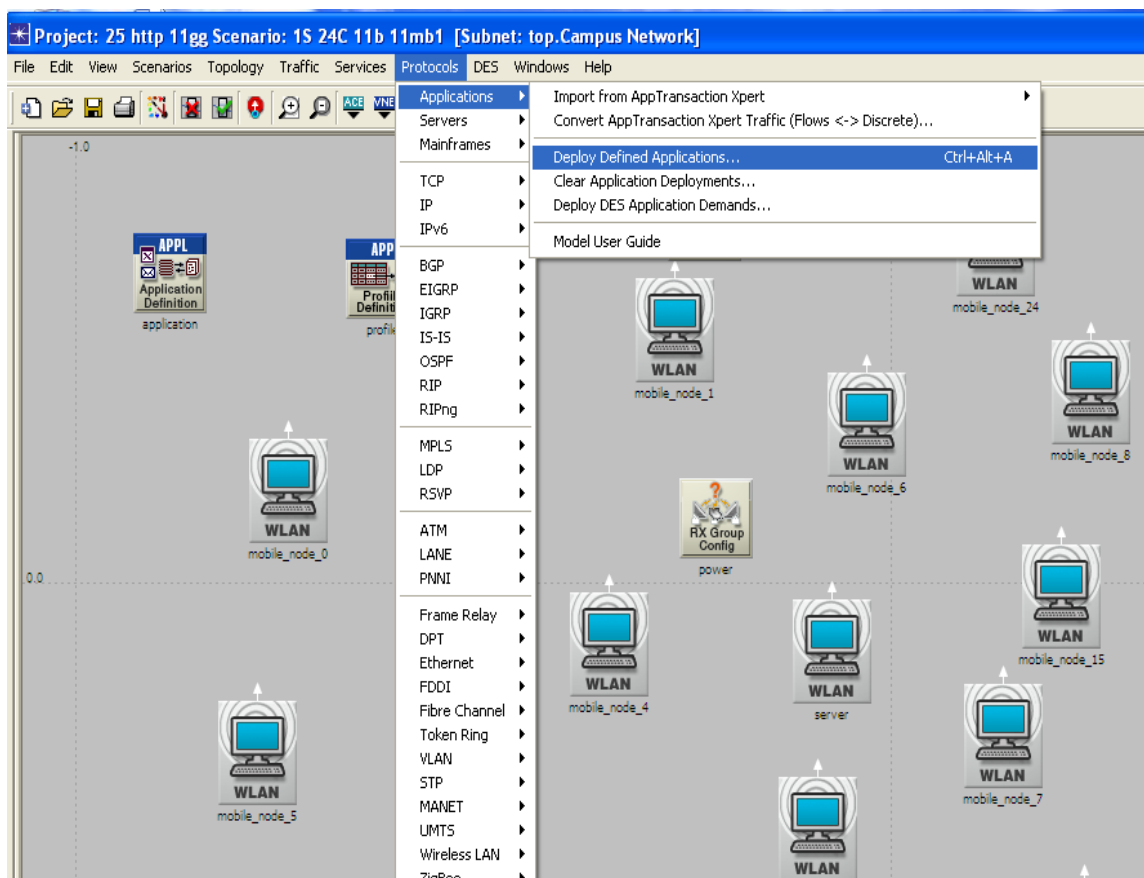 Project: 25 http 11gg Scenario: 1S 24C 11b 11mb1 [Subnet: top.Campus Network]
File Edit View Scenarios Topology Traffic Services Protocols DES Windows Help
ACE VNE
Applications
Servers
Mainframes
TCP
IP
IPv6
BGP
EIGRP
IGRP
IS-IS
OSPF
RIP
RIPng
MPLS
LDP
RSVP
ATM
LANE
PNNI
Frame Relay
DPT
Ethernet
FDDI
Fibre Channel
Token Ring
VLAN
STP
MANET
UMTS
Wireless LAN
Import from AppTransaction Xpert
Convert AppTransaction Xpert Traffic (Flows <-> Discrete)...
Deploy Defined Applications... Ctrl+Alt+A
Clear Application Deployments...
Deploy DES Application Demands...
Model User Guide
-1.0
0.0
APPL
Application
Definition
application
APP
Profil
Definiti
profil
WLAN
mobile_node_0
WLAN
mobile_node_5
WLAN
mobile_node_1
WLAN
mobile_node_24
WLAN
mobile_node_8
WLAN
mobile_node_6
?
RX Group
Config
power
WLAN
mobile_node_4
WLAN
server
WLAN
mobile_node_15
WLAN
mobile_node_7
WLAN